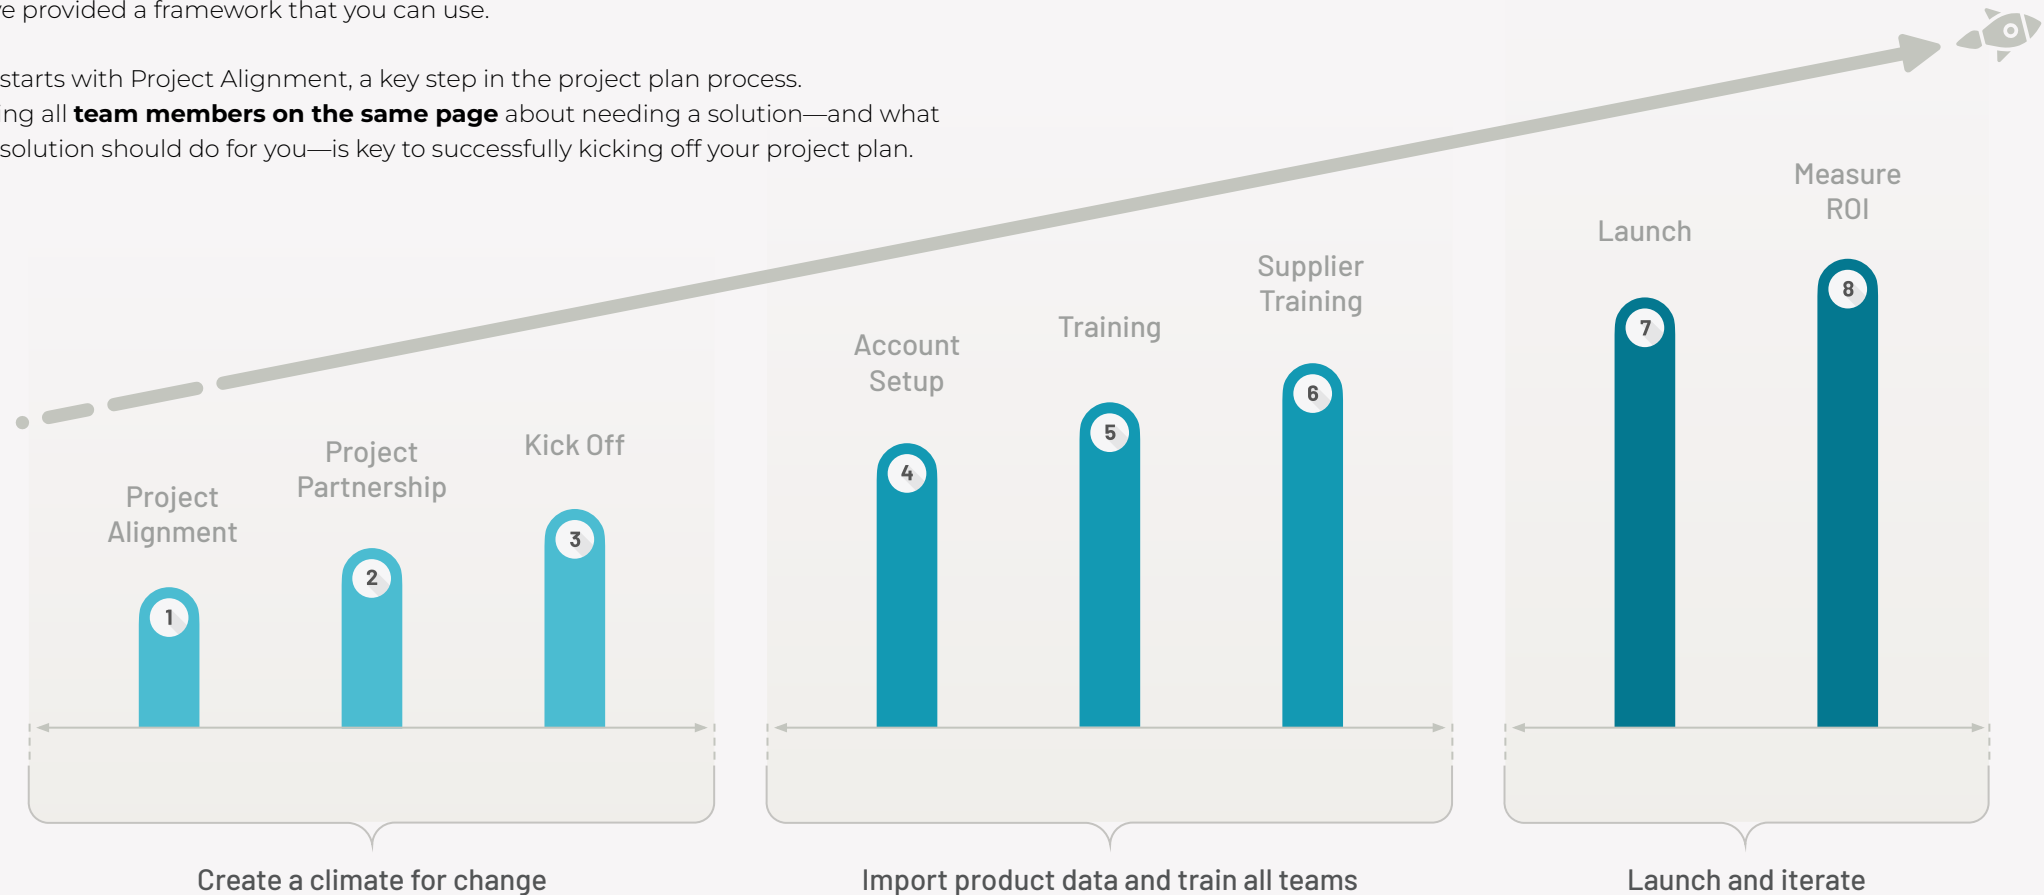 provided a framework that you can use.
starts with Project Alignment, a key step in the project plan process.
all team members on the same page about needing a solution—and what
solution should do for you—is key to successfully kicking off your project plan.
Measure
ROI
Launch
Supplier
Training
Training
Account
Setup
Kick Off
Project
Partnership
Project
Alignment
1
2
3
4
5
6
7
8
Create a climate for change
Import product data and train all teams
Launch and iterate